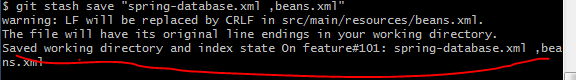 $ git stash save "spring-database.xml ,beans.xml"
warning: LF will be replaced by CRLF in src/main/resources/beans.xml.
The file will have its original line endings in your working directory.
Saved working directory and index state On feature#101: spring-database.xml ,bea
ns.xml